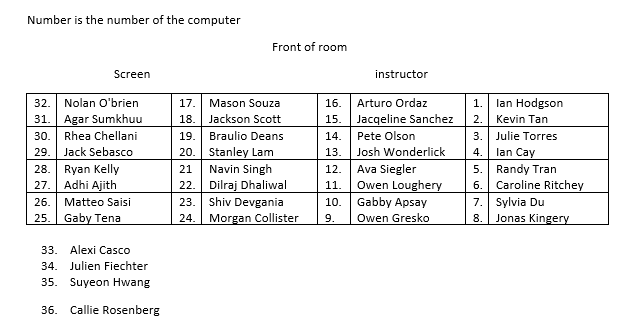 Number is the number of the computer
Front of room
Screen instructor
32. Nolan O'brien 17. Mason Souza 16. Arturo Ordaz 1. Ian Hodgson
31. Agar Sumkhuu 18. Jackson Scott 15. Jacqeline Sanchez 2. Kevin Tan
30. Rhea Chellani 19. Braulio Deans 14. Pete Olson 3. Julie Torres
29. Jack Sebasco 20. Stanley Lam 13. Josh Wonderlick 4. Ian Cay
28. Ryan Kelly 21 Navin Singh 12. Ava Siegler 5. Randy Tran
27. Adhi Ajith 22. Dilraj Dhaliwal 11. Owen Loughery 6. Caroline Ritchey
26. Matteo Saisi 23. Shiv Devgania 10. Gabby Apsay 7. Sylvia Du
25. Gaby Tena 24. Morgan Collister 9. Owen Gresko 8. Jonas Kingery
33. Alexi Casco
34. Julien Fiechter
35. Suyeon Hwang
36. Callie Rosenberg